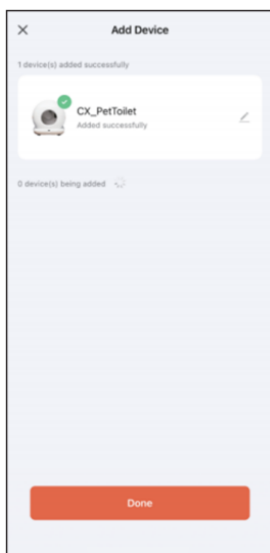 Add Device
1 device(s) added successfully
CX_PetToilet
Added successfully
0 device(s) being added
Done